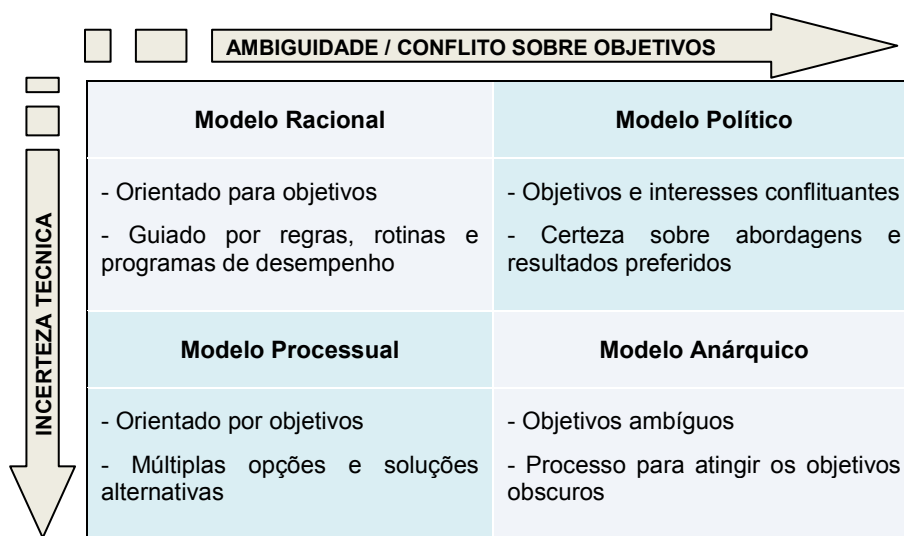 AMBIGUIDADE / CONFLITO SOBRE OBJETIVOS
INCERTEZA TECNICA
Modelo Racional
Modelo Político
- Orientado para objetivos
- Guiado por regras, rotinas e
programas de desempenho
- Objetivos e interesses conflituantes
- Certeza sobre abordagens e
resultados preferidos
Modelo Processual
Modelo Anárquico
- Orientado por objetivos
- Múltiplas opções e soluções
alternativas
- Objetivos ambíguos
- Processo para atingir os objetivos
obscuros